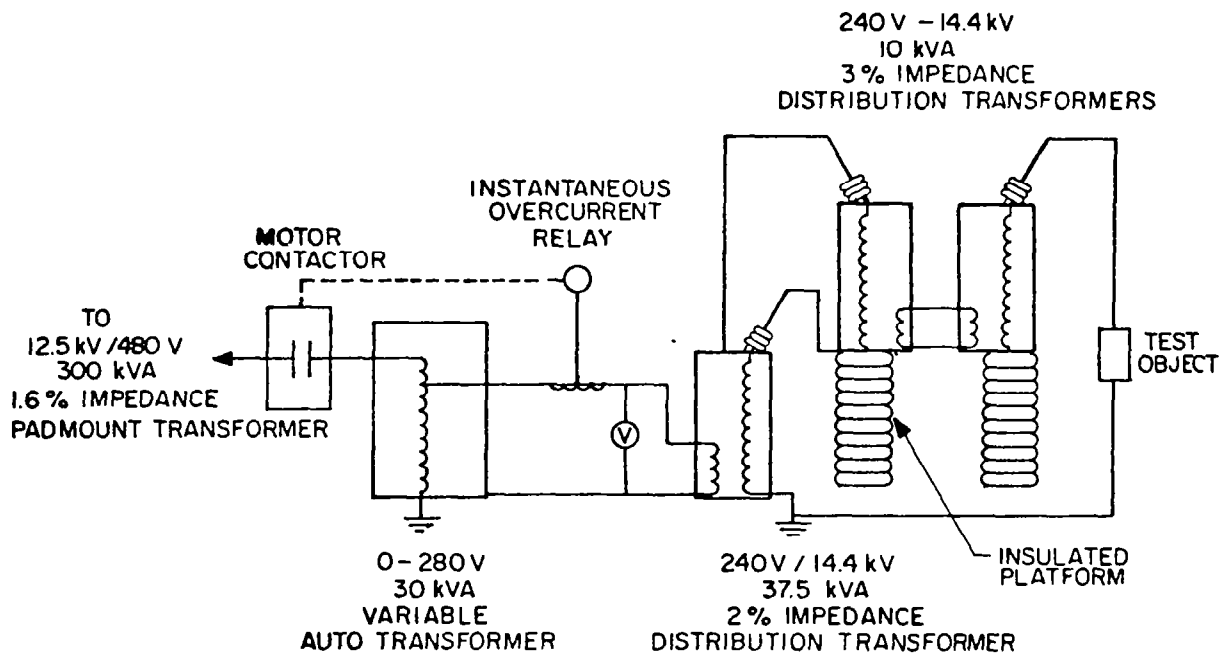 240 V – 14.4 kV
10 kVA
3 % IMPEDANCE
DISTRIBUTION TRANSFORMERS
INSTANTANEOUS
OVERCURRENT
RELAY
MOTOR
CONTACTOR
TO
12.5 kV/480 V
300 kVA
1.6 % IMPEDANCE
PADMOUNT TRANSFORMER
V
TEST
OBJECT
INSULATED
PLATFORM
0–280 V
30 kVA
VARIABLE
AUTO TRANSFORMER
240 V / 14.4 kV
37.5 kVA
2 % IMPEDANCE
DISTRIBUTION TRANSFORMER